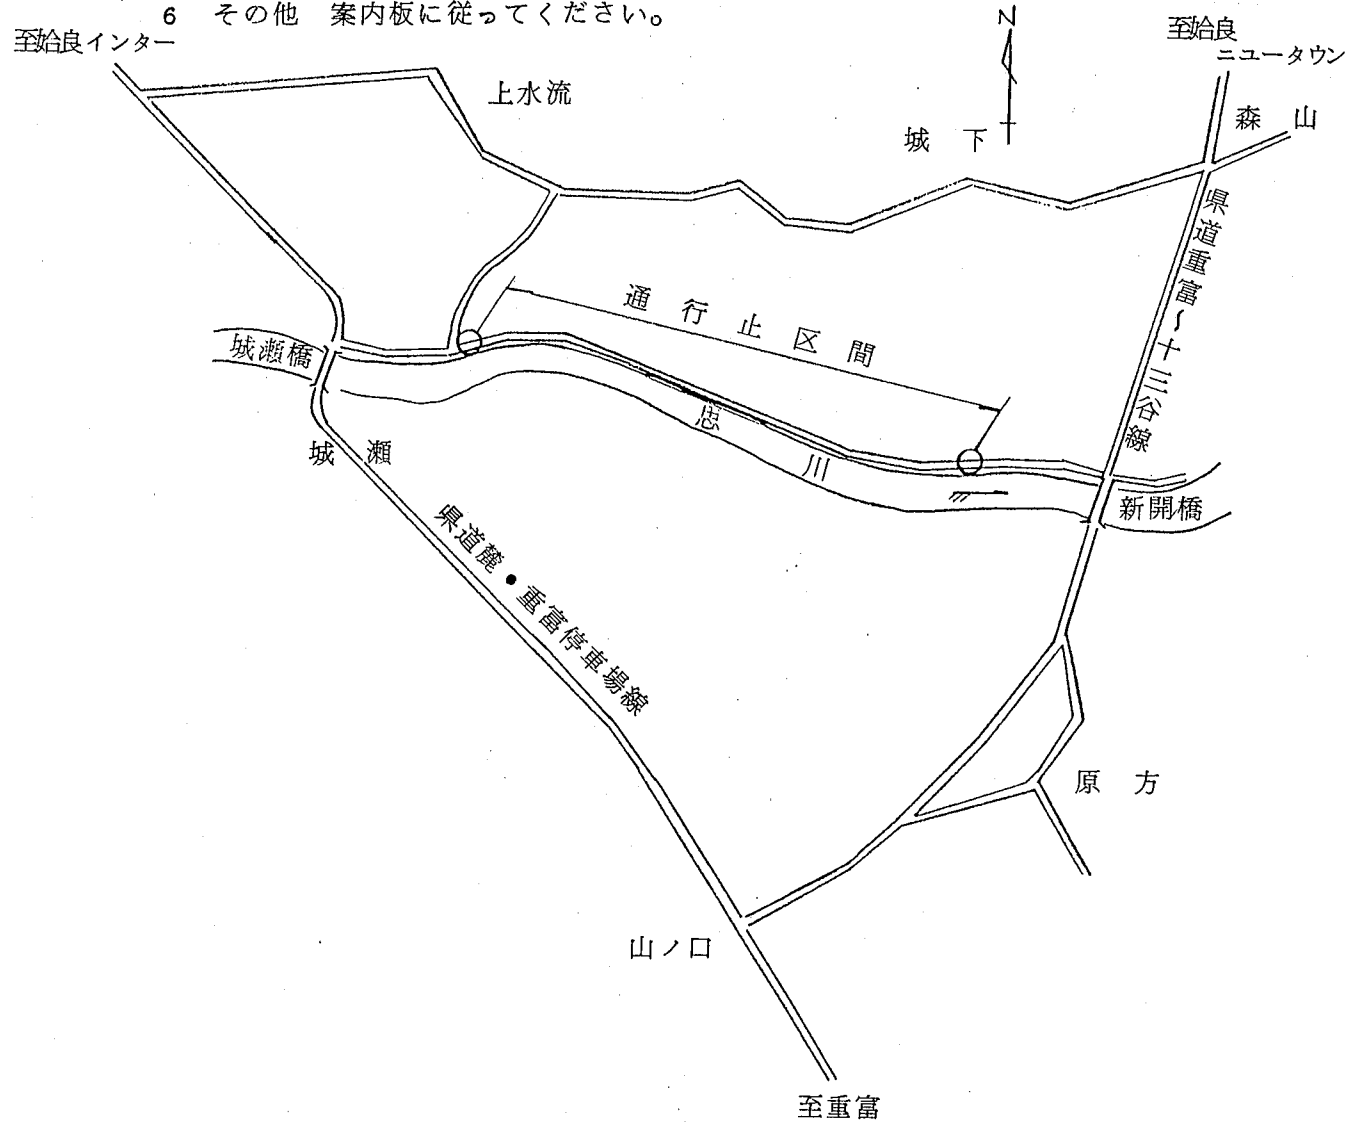 6 その他 案内板に従ってください。
至姶良インター
N
至姶良
ニユータウン
上水流
森山
城下
県道重富〜十三谷線
通行止区間
城瀬橋
思川
城瀬
新開橋
県道麓・重富停車場線
原方
山ノ口
至重富